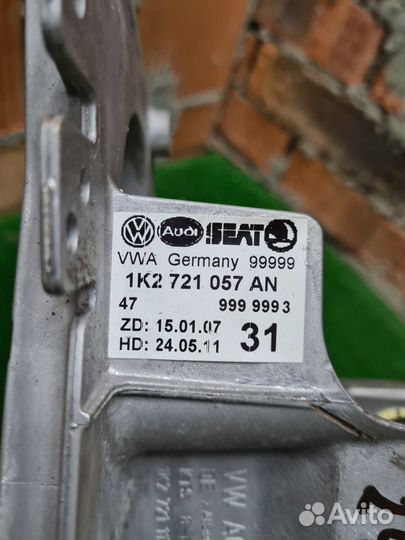 VW Audi SEAT
VWA Germany 99999
1K2 721 057 AN
47 999 9993
ZD: 15.01.07
HD: 24.05.11 31
VW A
Avito